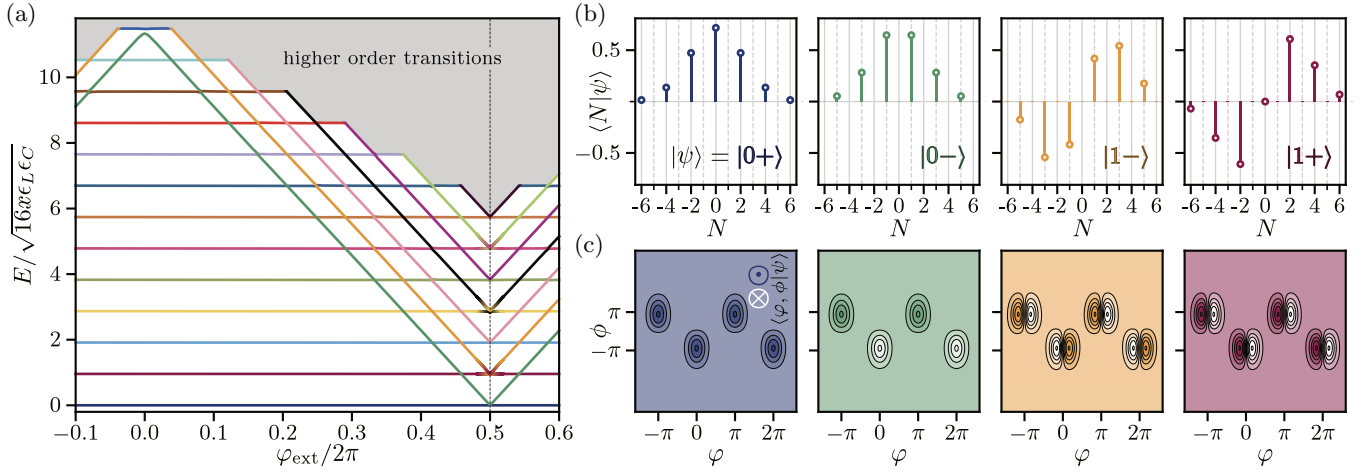 (a)
E/√16xϵ_Lϵ_C
10
8
6
4
2
0
higher order transitions
−0.1 0.0 0.1 0.2 0.3 0.4 0.5 0.6
φ_ext/2π
(b)
⟨N|ψ⟩
0.5
−0.5
|ψ⟩ = |0+⟩ |0−⟩ |1−⟩ |1+⟩
-6 -4 -2 0 2 4 6 -6 -4 -2 0 2 4 6 -6 -4 -2 0 2 4 6 -6 -4 -2 0 2 4 6
N N N N
(c)
ϕ
π
−π
⟨φ, ϕ|ψ⟩
−π 0 π 2π −π 0 π 2π −π 0 π 2π −π 0 π 2π
φ φ φ φ